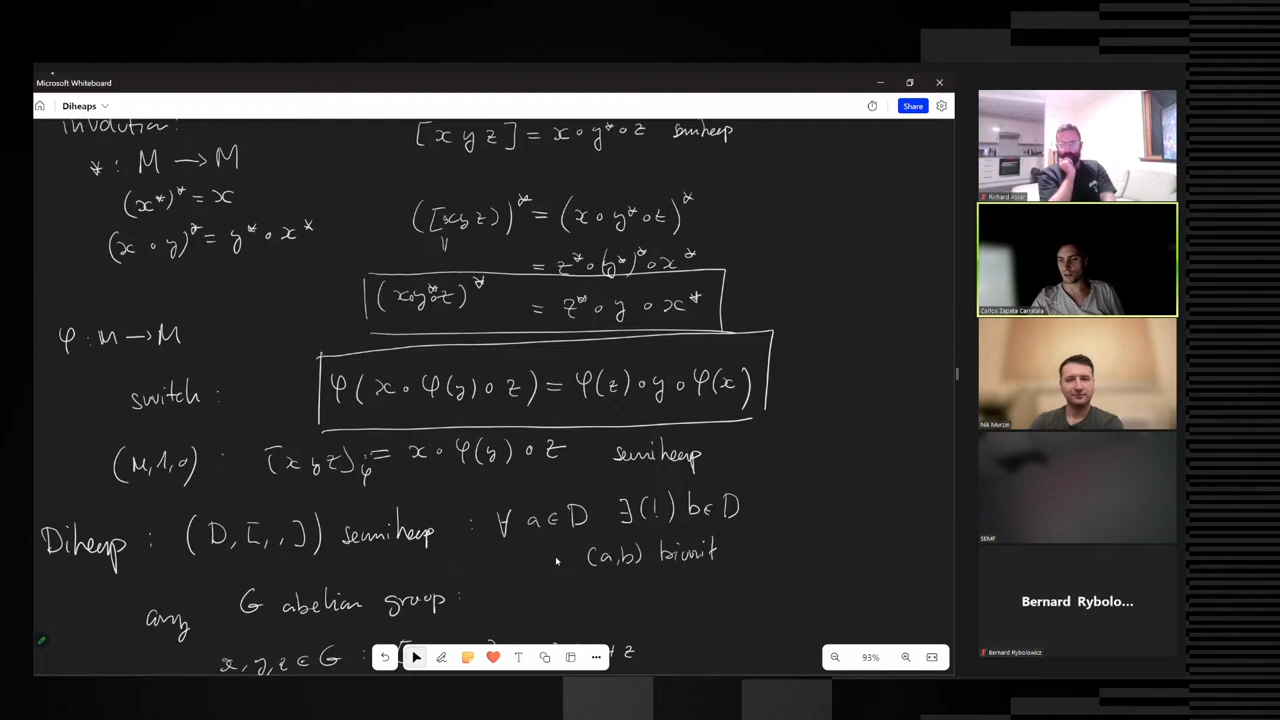 Microsoft Whiteboard
Diheaps
Share
involution:
* : M → M
(x*)* = x
(x ∘ y)* = y* ∘ x*
[x y z] = x ∘ y* ∘ z semiheap
([x y z])* = (x ∘ y* ∘ z)*
= z* ∘ (y*)* ∘ x*
(x∘y*∘z)* = z* ∘ y ∘ x*
φ : M → M
switch :
φ( x ∘ φ(y) ∘ z) = φ(z) ∘ y ∘ φ(x)
(M,1,∘) : [x y z]φ := x ∘ φ(y) ∘ z semiheap
Diheap : (D, [,,]) semiheap : ∀ a ∈ D ∃(!) b ∈ D
(a,b) biunit
any G abelian group :
x, y, z ∈ G : [
z
93%
Richard Assar
Carlos Zapata Carratala
Nik Murzin
SEMF
Bernard Rybolo...
Bernard Rybolowicz